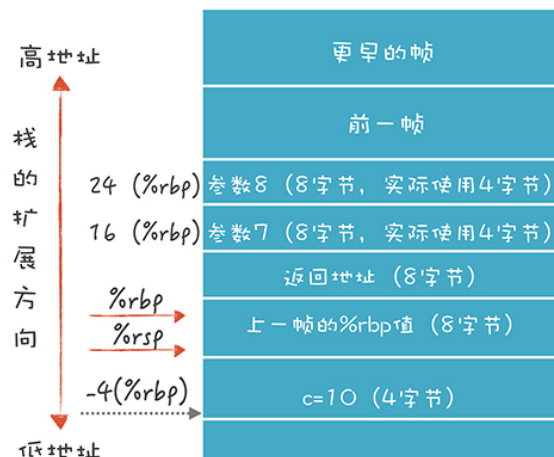 高地址
栈的扩展方向
低地址
更早的帧
前一帧
24 (%rbp) 参数8 (8字节, 实际使用4字节)
16 (%rbp) 参数7 (8字节, 实际使用4字节)
返回地址 (8字节)
%rbp
%rsp
上一帧的%rbp值 (8字节)
-4(%rbp)
c=10 (4字节)